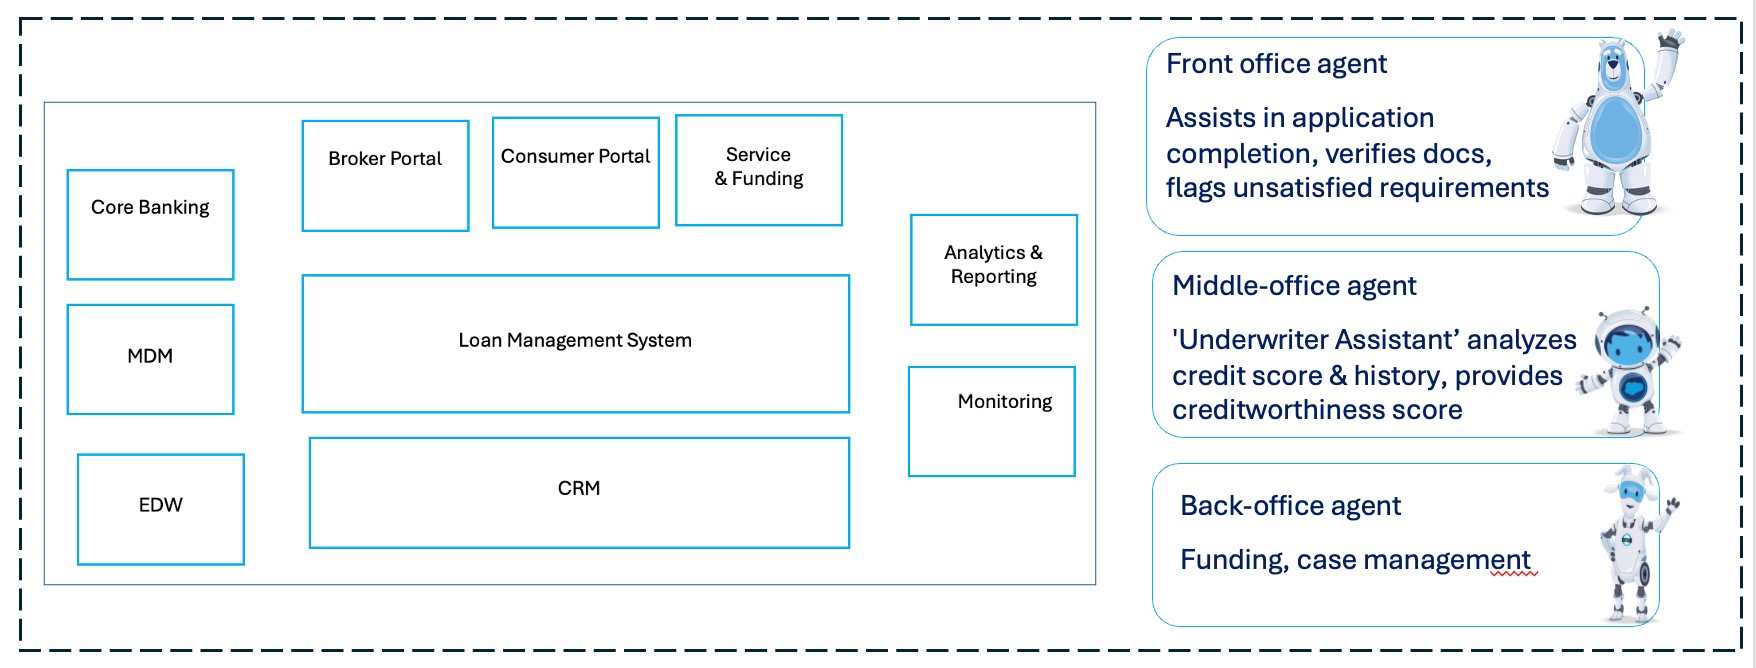 Core Banking
MDM
EDW
Broker Portal
Consumer Portal
Service
& Funding
Loan Management System
CRM
Analytics &
Reporting
Monitoring
Front office agent
Assists in application
completion, verifies docs,
flags unsatisfied requirements
Middle-office agent
'Underwriter Assistant’ analyzes
credit score & history, provides
creditworthiness score
Back-office agent
Funding, case management